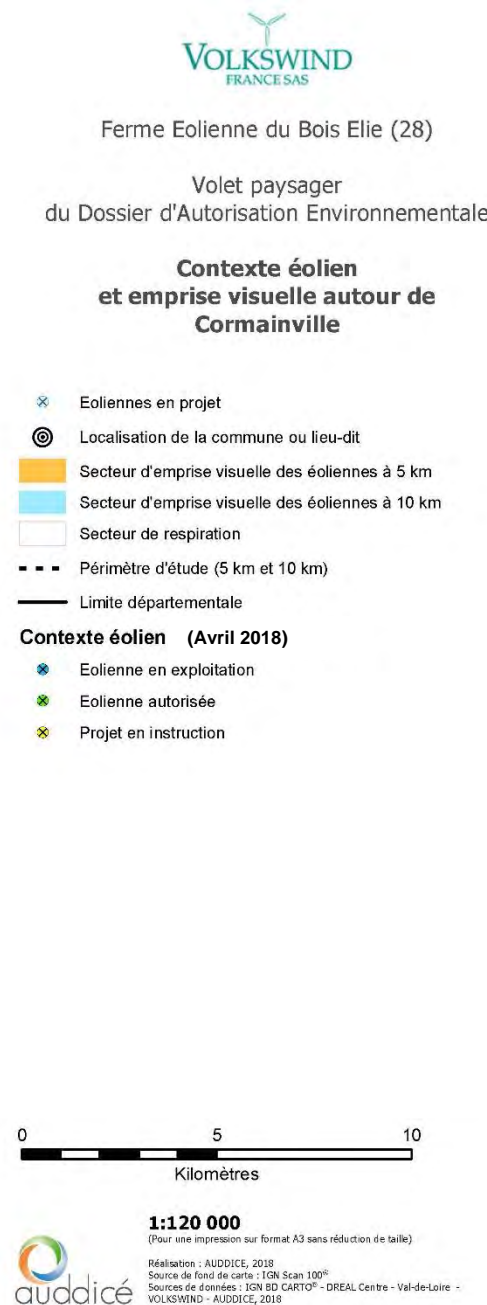 VOLKSWIND
FRANCE SAS
Ferme Eolienne du Bois Elie (28)
Volet paysager
du Dossier d'Autorisation Environnementale
Contexte éolien
et emprise visuelle autour de
Cormainville
Eoliennes en projet
Localisation de la commune ou lieu-dit
Secteur d'emprise visuelle des éoliennes à 5 km
Secteur d'emprise visuelle des éoliennes à 10 km
Secteur de respiration
Périmètre d'étude (5 km et 10 km)
Limite départementale
Contexte éolien (Avril 2018)
Eolienne en exploitation
Eolienne autorisée
Projet en instruction
0 5 10
Kilomètres
1:120 000
(Pour une impression sur format A3 sans réduction de taille)
Réalisation : AUDDICE, 2018
Source de fond de carte : IGN Scan 100®
Sources de données : IGN BD CARTO® - DREAL Centre - Val-de-Loire -
VOLKSWIND - AUDDICE, 2018
auddicé